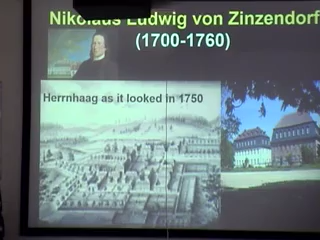 Nikolaus Ludwig von Zinzendorf
(1700-1760)
Herrnhaag as it looked in 1750